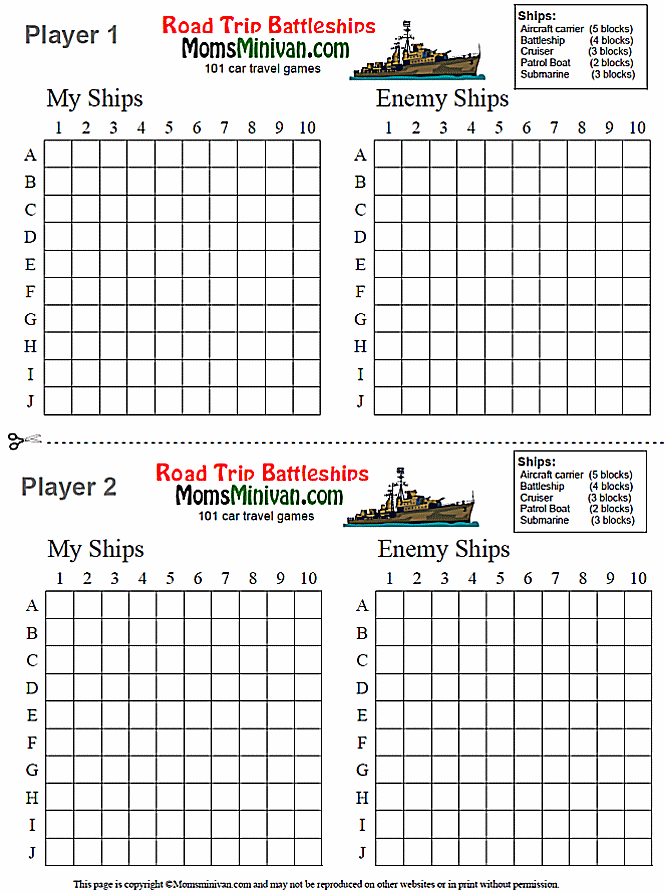 Player 1
Road Trip Battleships
MomsMinivan.com
101 car travel games
Ships:
Aircraft carrier (5 blocks)
Battleship (4 blocks)
Cruiser (3 blocks)
Patrol Boat (2 blocks)
Submarine (3 blocks)
My Ships
1 2 3 4 5 6 7 8 9 10
A
B
C
D
E
F
G
H
I
J
Enemy Ships
1 2 3 4 5 6 7 8 9 10
A
B
C
D
E
F
G
H
I
J
Player 2
Road Trip Battleships
MomsMinivan.com
101 car travel games
Ships:
Aircraft carrier (5 blocks)
Battleship (4 blocks)
Cruiser (3 blocks)
Patrol Boat (2 blocks)
Submarine (3 blocks)
My Ships
1 2 3 4 5 6 7 8 9 10
A
B
C
D
E
F
G
H
I
J
Enemy Ships
1 2 3 4 5 6 7 8 9 10
A
B
C
D
E
F
G
H
I
J
This page is copyright ©Momsminivan.com and may not be reproduced on other websites or in print without permission.